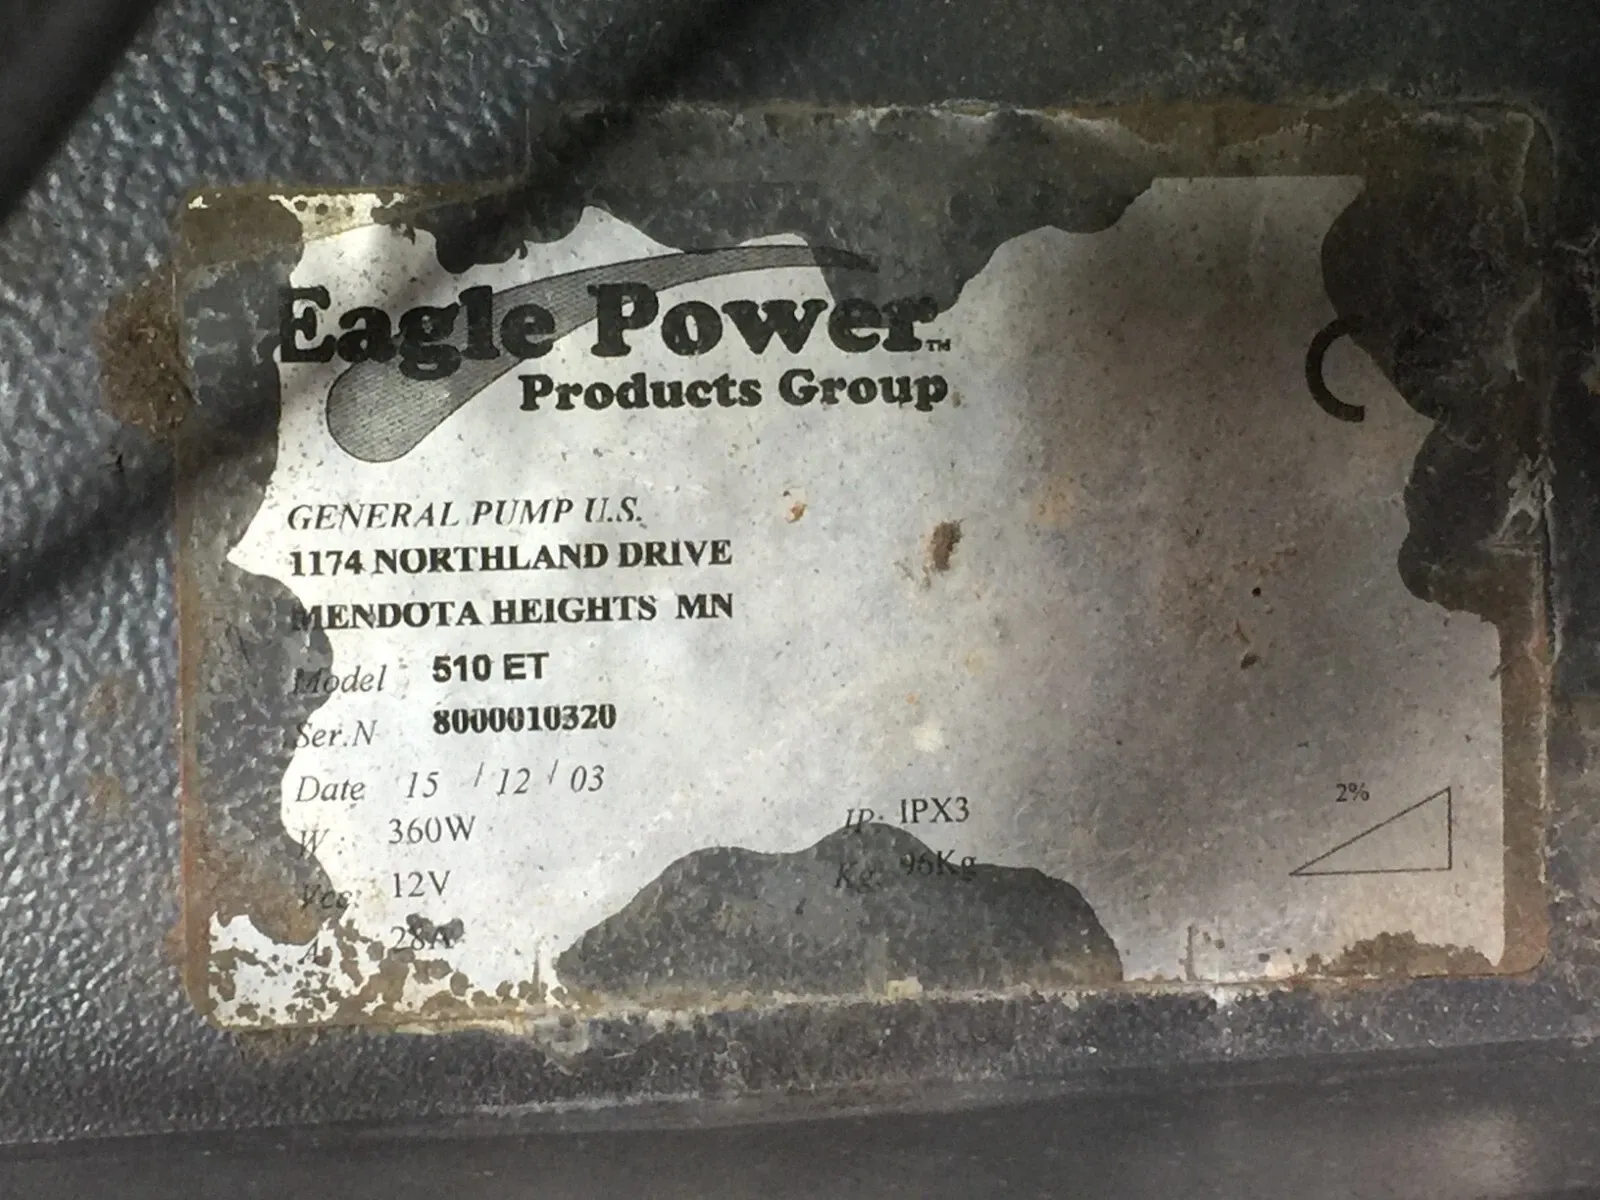 Eagle Power™
Products Group
C
GENERAL PUMP U.S.
1174 NORTHLAND DRIVE
MENDOTA HEIGHTS MN
Model 510 ET
Ser.N 8000010320
Date 15 / 12 / 03
W: 360W
IP: IPX3
2%
Vcc: 12V
Kg: 96Kg
A: 28A